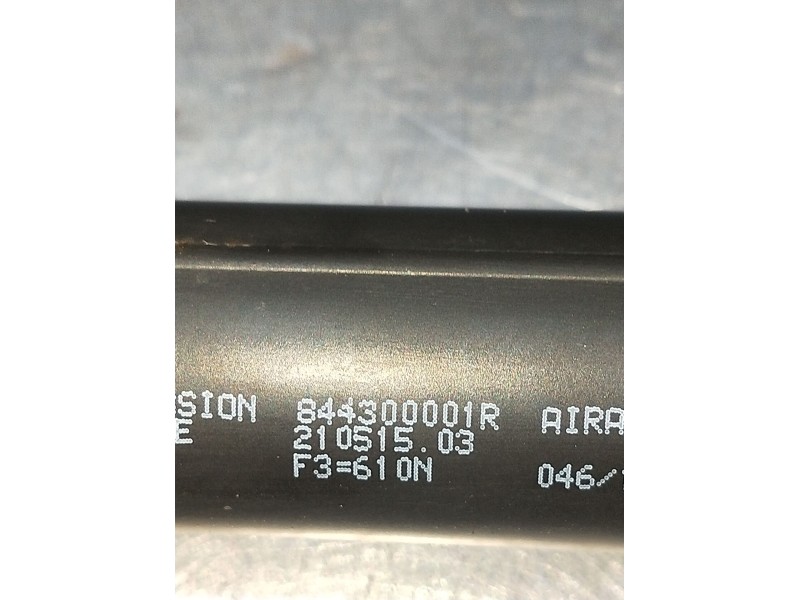 SION 844300001R AIRA
E 210515.03
F3=610N 046/